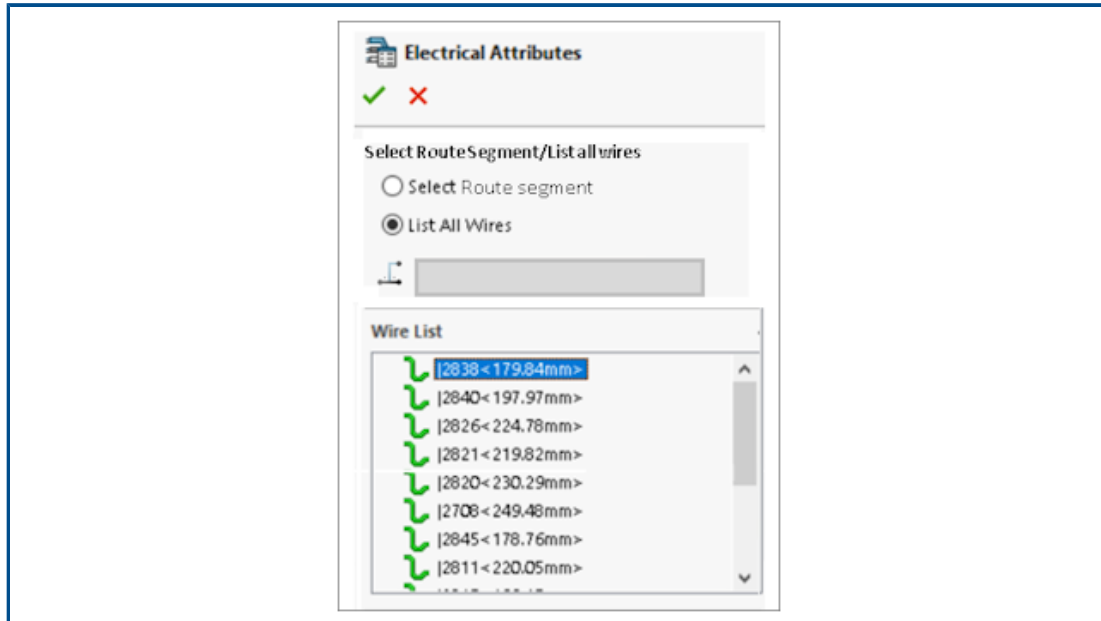 Electrical Attributes
Select Route Segment/List all wires
Select Route segment
List All Wires
Wire List
|2838<179.84mm>
|2840<197.97mm>
|2826<224.78mm>
|2821<219.82mm>
|2820<230.29mm>
|2708<249.48mm>
|2845<178.76mm>
|2811<220.05mm>